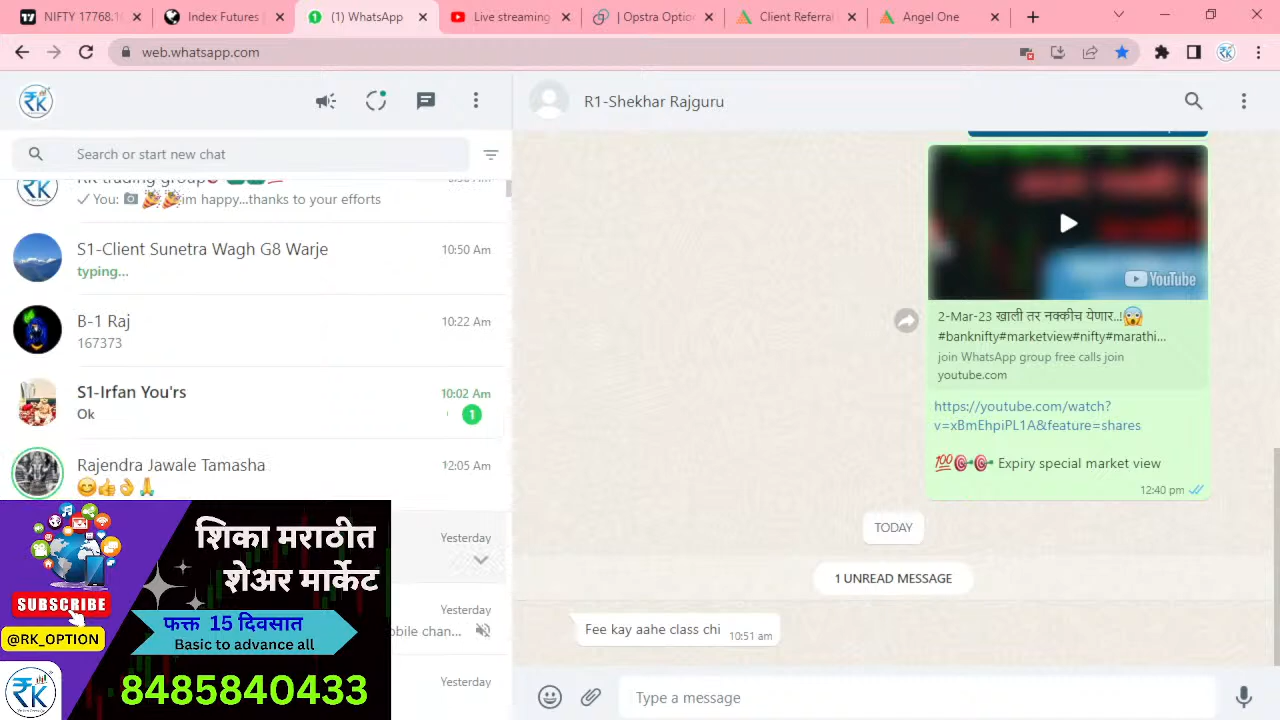 NIFTY 17768.1
Index Futures
(1) WhatsApp
Live streaming
| Opstra Optio
Client Referral
Angel One
web.whatsapp.com
R1-Shekhar Rajguru
Search or start new chat
RK trading group
You: 📷 🎉🎉im happy...thanks to your efforts
S1-Client Sunetra Wagh G8 Warje
10:50 Am
typing...
B-1 Raj
10:22 Am
167373
S1-Irfan You'rs
10:02 Am
Ok
1
Rajendra Jawale Tamasha
12:05 Am
😊👍👌🙏
Yesterday
Yesterday
obile chan...
Yesterday
शिका मराठीत
शेअर मार्केट
SUBSCRIBE
@RK_OPTION
फक्त 15 दिवसात
Basic to advance all
RK
8485840433
YouTube
2-Mar-23 खाली तर नक्कीच येणार..!😱
#banknifty#marketview#nifty#marathi...
join WhatsApp group free calls join
youtube.com
https://youtube.com/watch?
v=xBmEhpiPL1A&feature=shares
💯🎯🎯 Expiry special market view
12:40 pm
TODAY
1 UNREAD MESSAGE
Fee kay aahe class chi
10:51 am
Type a message